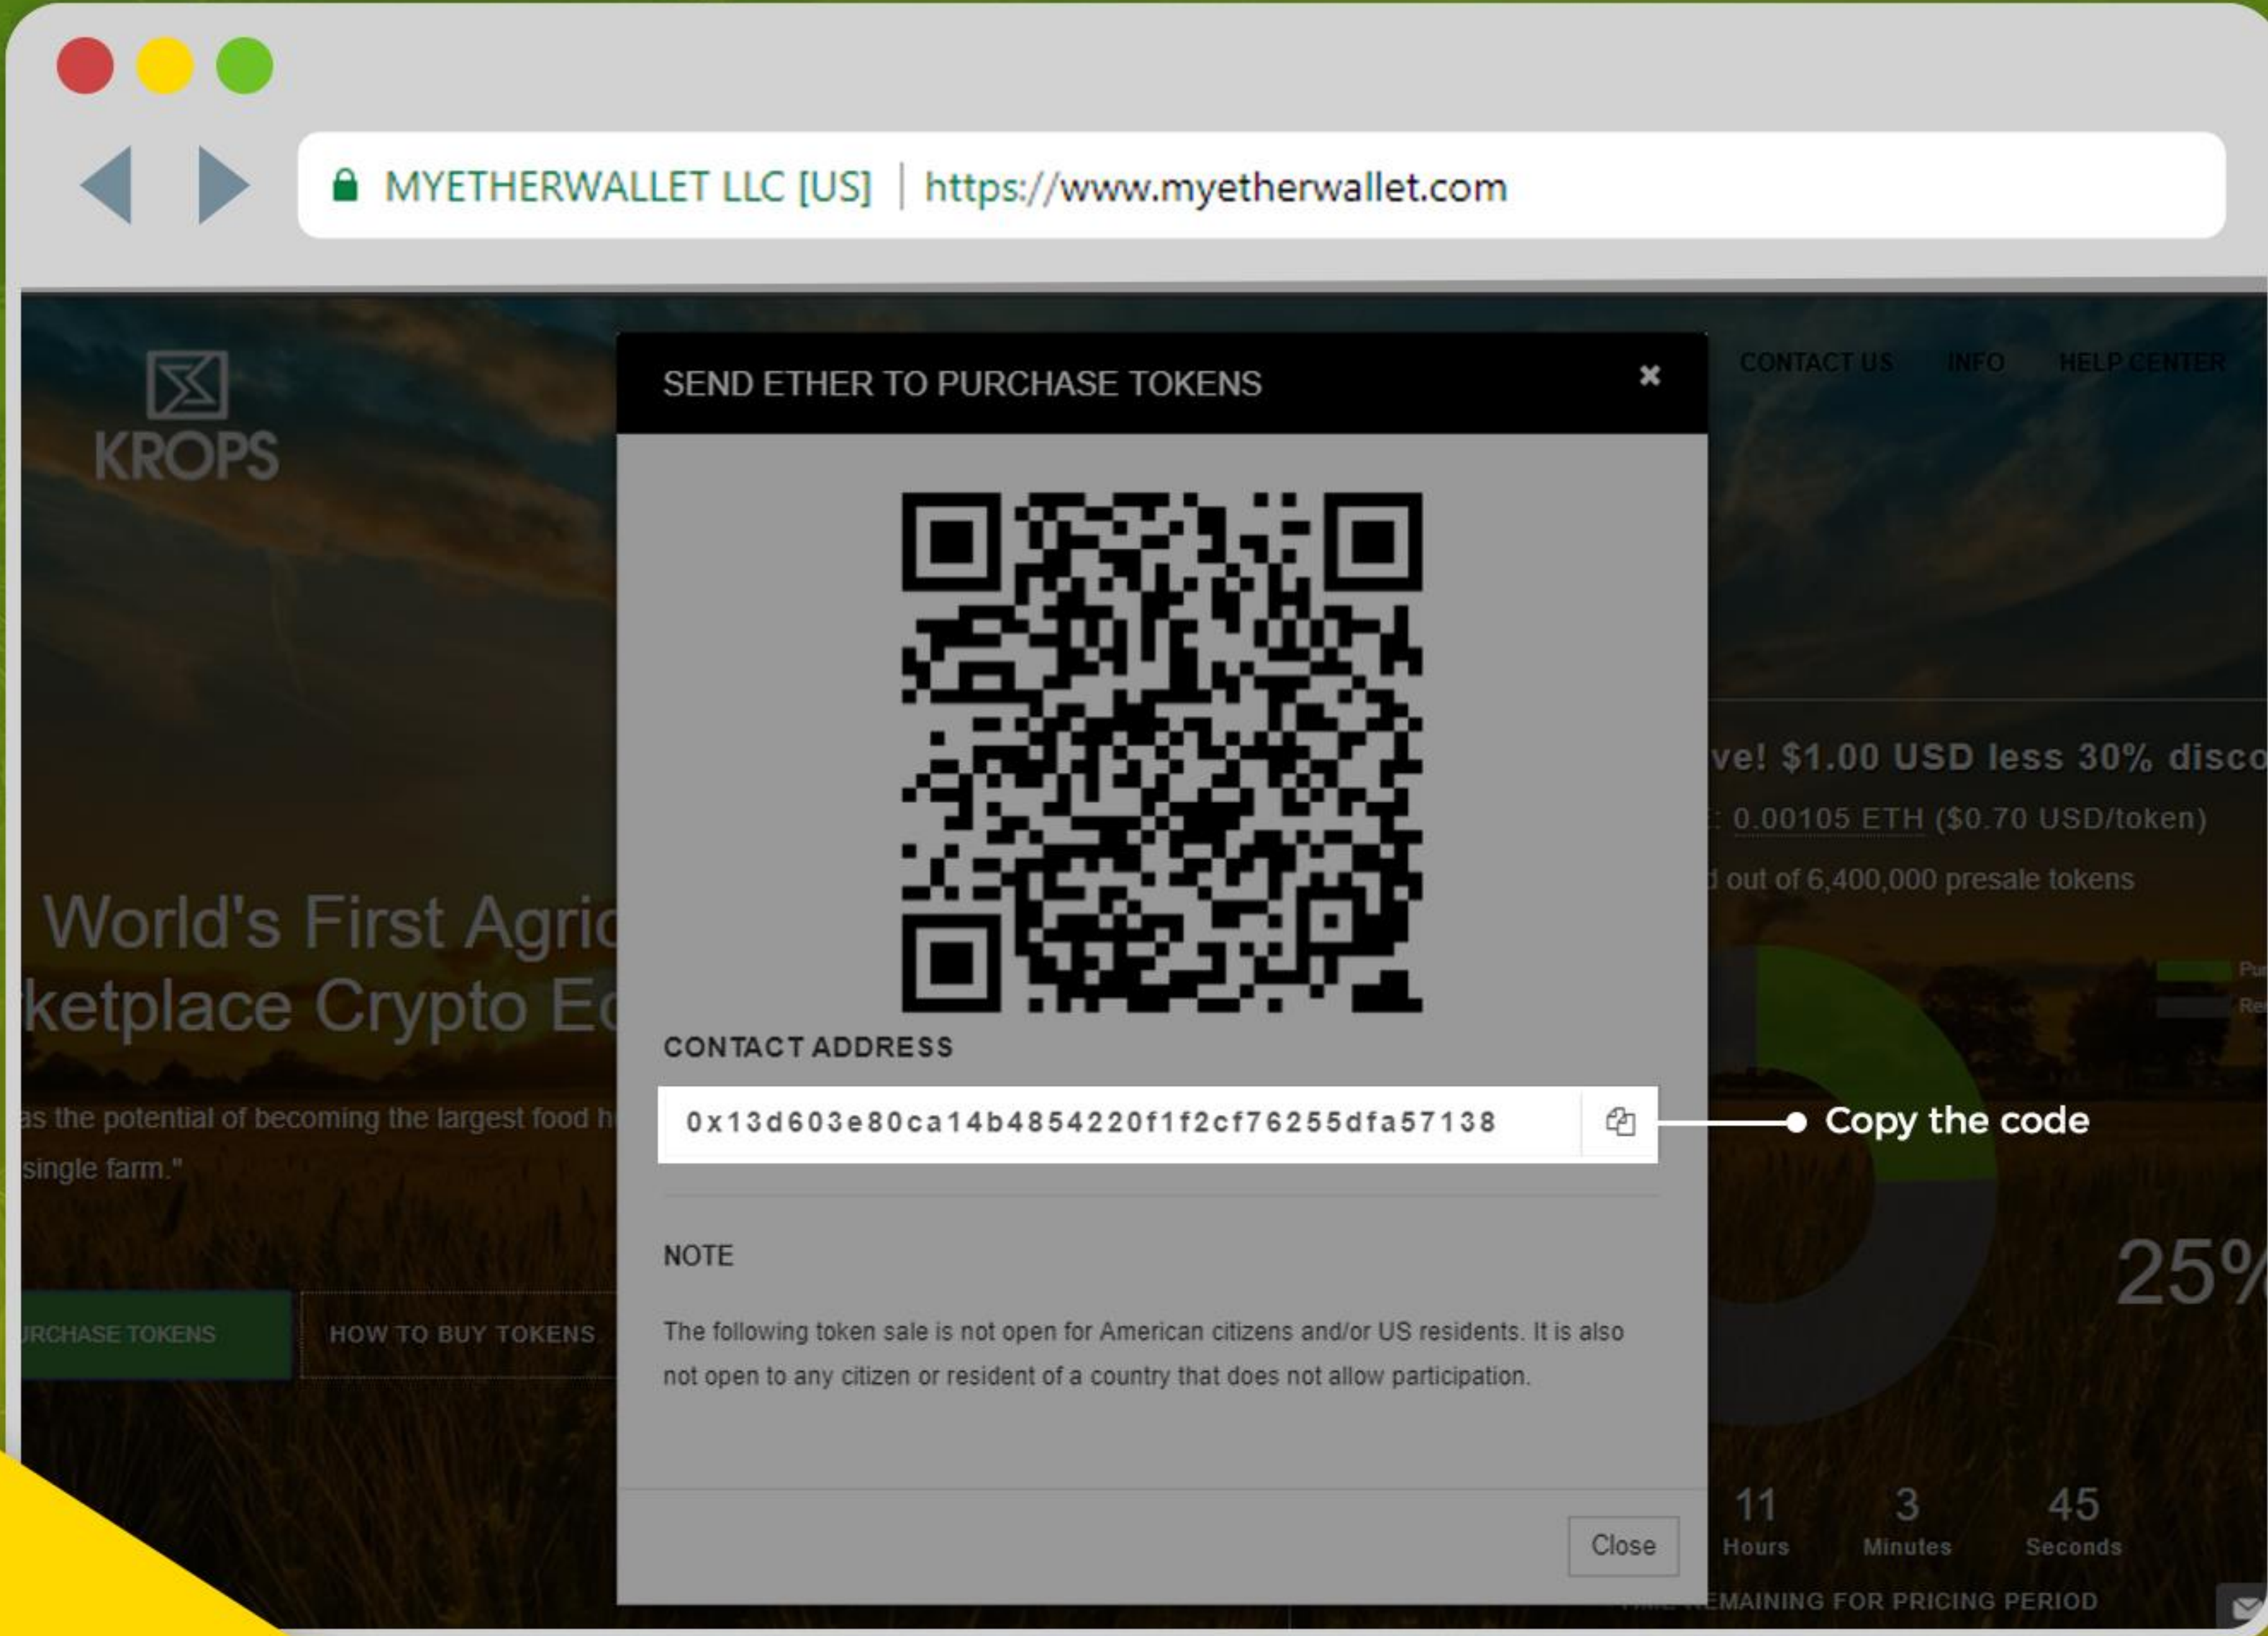 MYETHERWALLET LLC [US] | https://www.myetherwallet.com
KROPS
SEND ETHER TO PURCHASE TOKENS
CONTACT US INFO HELP CENTER
ve! $1.00 USD less 30% disco
: 0.00105 ETH ($0.70 USD/token)
out of 6,400,000 presale tokens
World's First Agric
ketplace Crypto Ec
CONTACT ADDRESS
0x13d603e80ca14b4854220f1f2cf76255dfa57138
Copy the code
as the potential of becoming the largest food h
single farm."
NOTE
The following token sale is not open for American citizens and/or US residents. It is also
not open to any citizen or resident of a country that does not allow participation.
25%
URCHASE TOKENS
HOW TO BUY TOKENS
Close
11 3 45
Hours Minutes Seconds
EMAINING FOR PRICING PERIOD